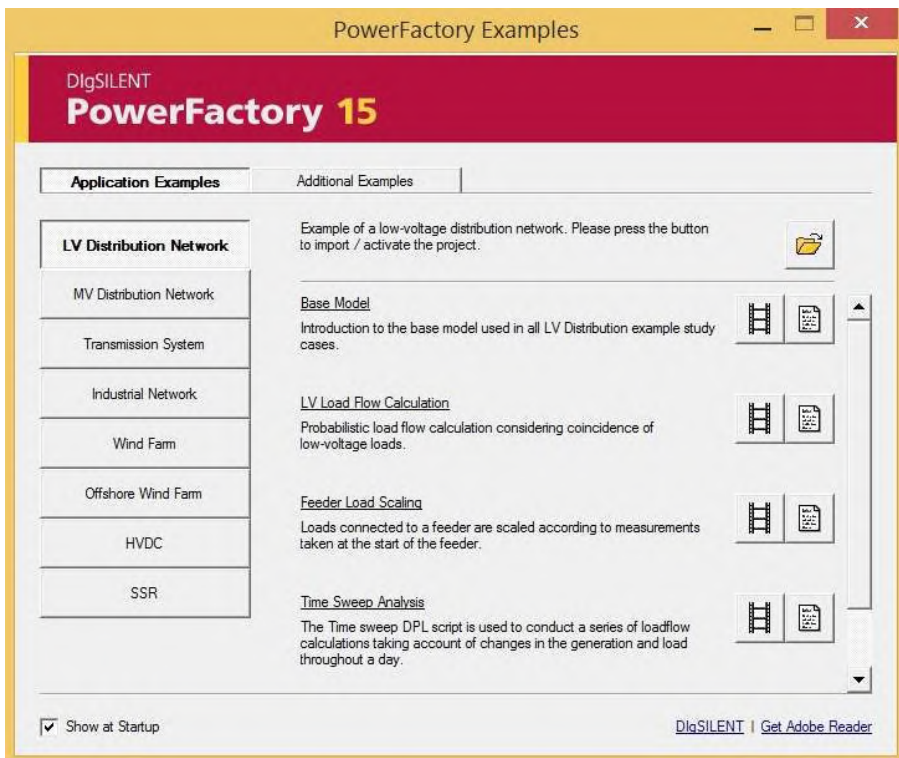 PowerFactory Examples
DIgSILENT
PowerFactory 15
Application Examples
Additional Examples
LV Distribution Network
MV Distribution Network
Transmission System
Industrial Network
Wind Farm
Offshore Wind Farm
HVDC
SSR
Example of a low-voltage distribution network. Please press the button
to import / activate the project.
Base Model
Introduction to the base model used in all LV Distribution example study
cases.
LV Load Flow Calculation
Probabilistic load flow calculation considering coincidence of
low-voltage loads.
Feeder Load Scaling
Loads connected to a feeder are scaled according to measurements
taken at the start of the feeder.
Time Sweep Analysis
The Time sweep DPL script is used to conduct a series of loadflow
calculations taking account of changes in the generation and load
throughout a day.
Show at Startup
DIgSILENT | Get Adobe Reader